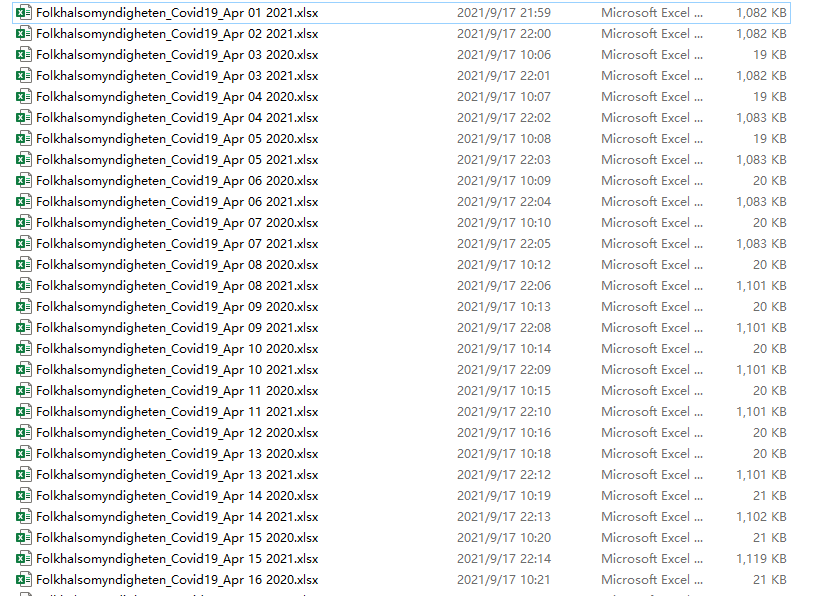 Folkhalsomyndigheten_Covid19_Apr 01 2021.xlsx 2021/9/17 21:59 Microsoft Excel ... 1,082 KB
Folkhalsomyndigheten_Covid19_Apr 02 2021.xlsx 2021/9/17 22:00 Microsoft Excel ... 1,082 KB
Folkhalsomyndigheten_Covid19_Apr 03 2020.xlsx 2021/9/17 10:06 Microsoft Excel ... 19 KB
Folkhalsomyndigheten_Covid19_Apr 03 2021.xlsx 2021/9/17 22:01 Microsoft Excel ... 1,082 KB
Folkhalsomyndigheten_Covid19_Apr 04 2020.xlsx 2021/9/17 10:07 Microsoft Excel ... 19 KB
Folkhalsomyndigheten_Covid19_Apr 04 2021.xlsx 2021/9/17 22:02 Microsoft Excel ... 1,083 KB
Folkhalsomyndigheten_Covid19_Apr 05 2020.xlsx 2021/9/17 10:08 Microsoft Excel ... 19 KB
Folkhalsomyndigheten_Covid19_Apr 05 2021.xlsx 2021/9/17 22:03 Microsoft Excel ... 1,083 KB
Folkhalsomyndigheten_Covid19_Apr 06 2020.xlsx 2021/9/17 10:09 Microsoft Excel ... 20 KB
Folkhalsomyndigheten_Covid19_Apr 06 2021.xlsx 2021/9/17 22:04 Microsoft Excel ... 1,083 KB
Folkhalsomyndigheten_Covid19_Apr 07 2020.xlsx 2021/9/17 10:10 Microsoft Excel ... 20 KB
Folkhalsomyndigheten_Covid19_Apr 07 2021.xlsx 2021/9/17 22:05 Microsoft Excel ... 1,083 KB
Folkhalsomyndigheten_Covid19_Apr 08 2020.xlsx 2021/9/17 10:12 Microsoft Excel ... 20 KB
Folkhalsomyndigheten_Covid19_Apr 08 2021.xlsx 2021/9/17 22:06 Microsoft Excel ... 1,101 KB
Folkhalsomyndigheten_Covid19_Apr 09 2020.xlsx 2021/9/17 10:13 Microsoft Excel ... 20 KB
Folkhalsomyndigheten_Covid19_Apr 09 2021.xlsx 2021/9/17 22:08 Microsoft Excel ... 1,101 KB
Folkhalsomyndigheten_Covid19_Apr 10 2020.xlsx 2021/9/17 10:14 Microsoft Excel ... 20 KB
Folkhalsomyndigheten_Covid19_Apr 10 2021.xlsx 2021/9/17 22:09 Microsoft Excel ... 1,101 KB
Folkhalsomyndigheten_Covid19_Apr 11 2020.xlsx 2021/9/17 10:15 Microsoft Excel ... 20 KB
Folkhalsomyndigheten_Covid19_Apr 11 2021.xlsx 2021/9/17 22:10 Microsoft Excel ... 1,101 KB
Folkhalsomyndigheten_Covid19_Apr 12 2020.xlsx 2021/9/17 10:16 Microsoft Excel ... 20 KB
Folkhalsomyndigheten_Covid19_Apr 13 2020.xlsx 2021/9/17 10:18 Microsoft Excel ... 20 KB
Folkhalsomyndigheten_Covid19_Apr 13 2021.xlsx 2021/9/17 22:12 Microsoft Excel ... 1,101 KB
Folkhalsomyndigheten_Covid19_Apr 14 2020.xlsx 2021/9/17 10:19 Microsoft Excel ... 21 KB
Folkhalsomyndigheten_Covid19_Apr 14 2021.xlsx 2021/9/17 22:13 Microsoft Excel ... 1,102 KB
Folkhalsomyndigheten_Covid19_Apr 15 2020.xlsx 2021/9/17 10:20 Microsoft Excel ... 21 KB
Folkhalsomyndigheten_Covid19_Apr 15 2021.xlsx 2021/9/17 22:14 Microsoft Excel ... 1,119 KB
Folkhalsomyndigheten_Covid19_Apr 16 2020.xlsx 2021/9/17 10:21 Microsoft Excel ... 21 KB